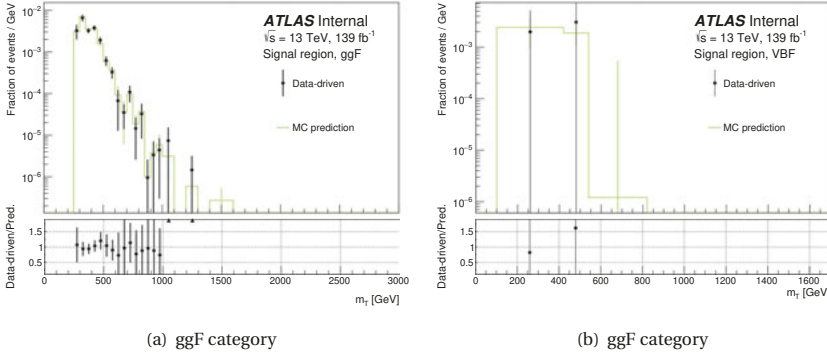 Fraction of events / GeV
10⁻²
10⁻³
10⁻⁴
10⁻⁵
10⁻⁶
ATLAS Internal
√s = 13 TeV, 139 fb⁻¹
Signal region, ggF
Data-driven
MC prediction
Data-driven/Pred.
1.5
1
0.5
0 500 1000 1500 2000 2500 3000
m_T [GeV]
(a) ggF category
Fraction of events / GeV
10⁻³
10⁻⁴
10⁻⁵
10⁻⁶
ATLAS Internal
√s = 13 TeV, 139 fb⁻¹
Signal region, VBF
Data-driven
MC prediction
Data-driven/Pred.
1.5
1
0.5
0 200 400 600 800 1000 1200 1400 1600
m_T [GeV]
(b) ggF category